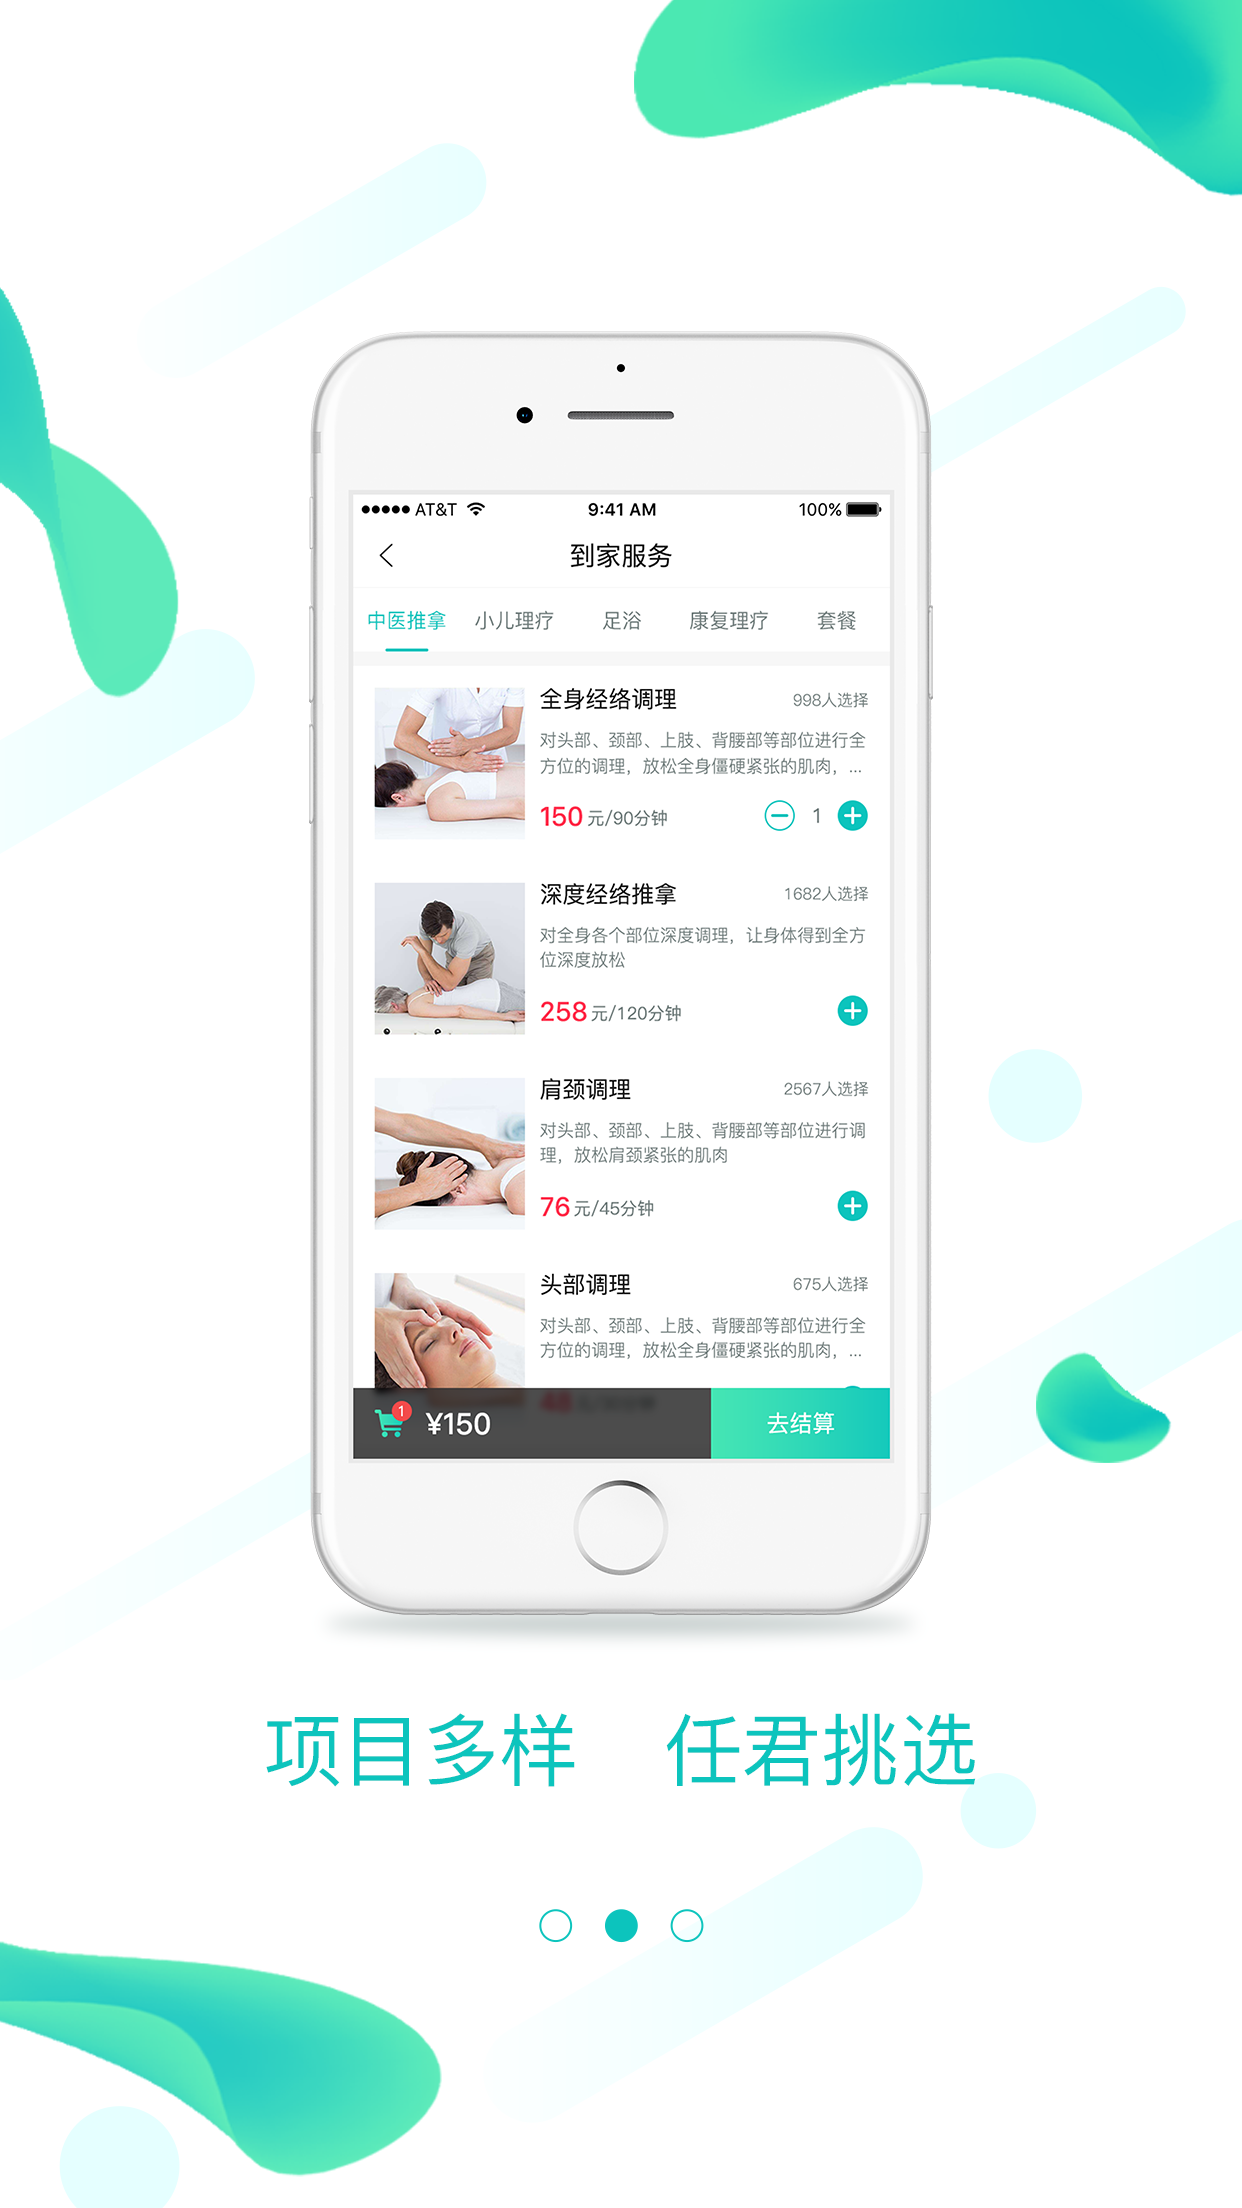 AT&T 9:41 AM 100%
到家服务
中医推拿 小儿理疗 足浴 康复理疗 套餐
全身经络调理 998人选择
对头部、颈部、上肢、背腰部等部位进行全
方位的调理，放松全身僵硬紧张的肌肉，...
150元/90分钟 1
深度经络推拿 1682人选择
对全身各个部位深度调理，让身体得到全方
位深度放松
258元/120分钟
肩颈调理 2567人选择
对头部、颈部、上肢、背腰部等部位进行调
理，放松肩颈紧张的肌肉
76元/45分钟
头部调理 675人选择
对头部、颈部、上肢、背腰部等部位进行全
方位的调理，放松全身僵硬紧张的肌肉，...
1 ¥150 去结算
项目多样 任君挑选